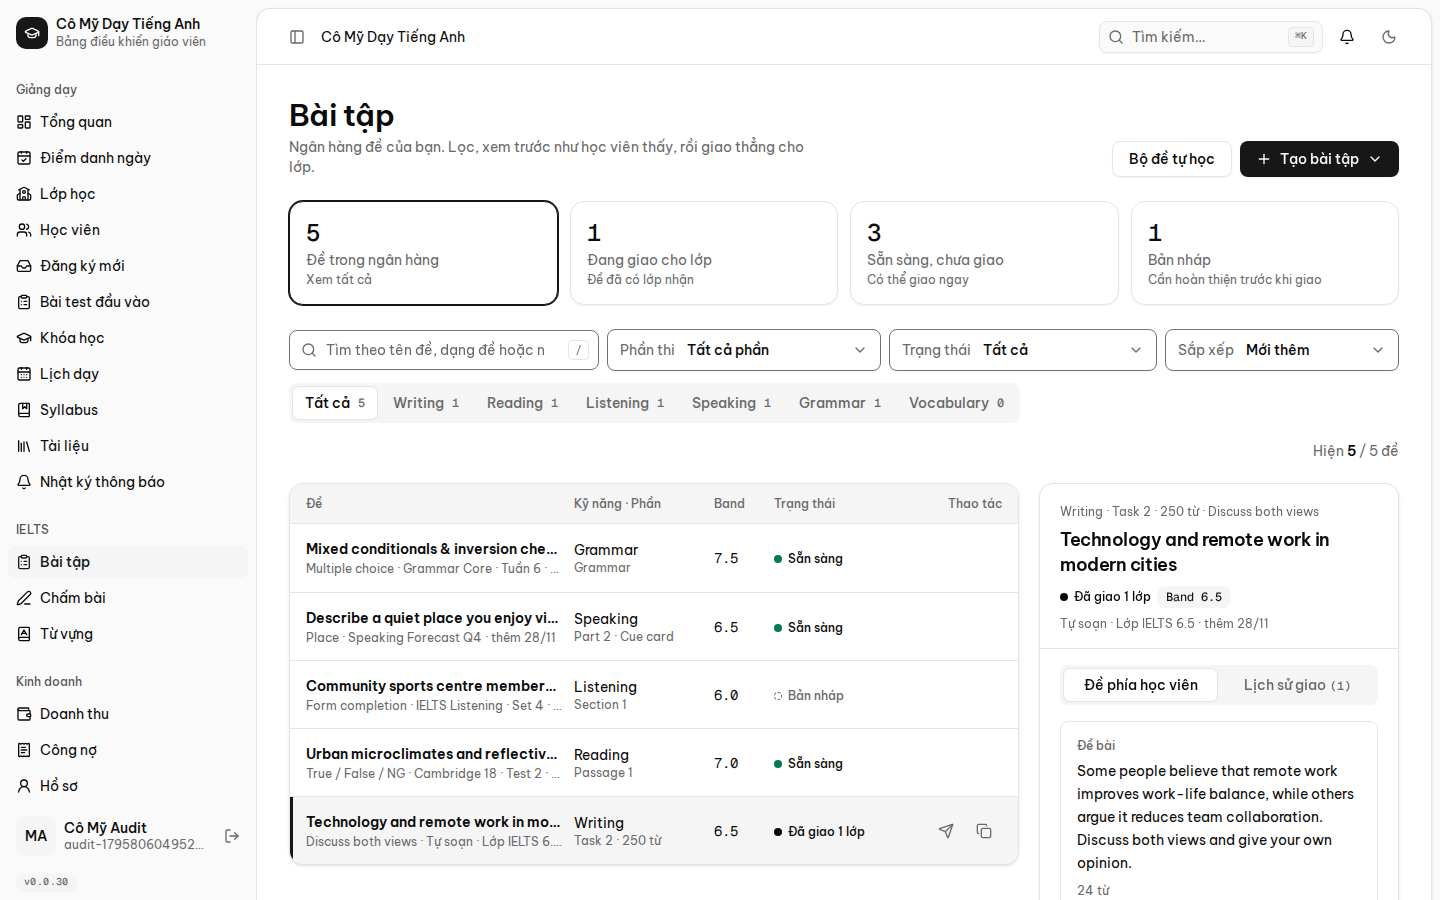 Cô Mỹ Dạy Tiếng Anh
Bảng điều khiển giáo viên
Giảng dạy
Tổng quan
Điểm danh ngày
Lớp học
Học viên
Đăng ký mới
Bài test đầu vào
Khóa học
Lịch dạy
Syllabus
Tài liệu
Nhật ký thông báo
IELTS
Bài tập
Chấm bài
Từ vựng
Kinh doanh
Doanh thu
Công nợ
Hồ sơ
MA
Cô Mỹ Audit
audit-179580604952...
v0.0.30
Cô Mỹ Dạy Tiếng Anh
Tìm kiếm...
⌘K
Bài tập
Ngân hàng đề của bạn. Lọc, xem trước như học viên thấy, rồi giao thẳng cho
lớp.
Bộ đề tự học
Tạo bài tập
5
Đề trong ngân hàng
Xem tất cả
1
Đang giao cho lớp
Đề đã có lớp nhận
3
Sẵn sàng, chưa giao
Có thể giao ngay
1
Bản nháp
Cần hoàn thiện trước khi giao
Tìm theo tên đề, dạng đề hoặc n
/
Phần thi Tất cả phần
Trạng thái Tất cả
Sắp xếp Mới thêm
Tất cả 5
Writing 1
Reading 1
Listening 1
Speaking 1
Grammar 1
Vocabulary 0
Hiện 5 / 5 đề
Đề Kỹ năng · Phần Band Trạng thái Thao tác
Mixed conditionals & inversion che... Grammar 7.5 Sẵn sàng
Multiple choice · Grammar Core · Tuần 6 · ... Grammar
Describe a quiet place you enjoy vi... Speaking 6.5 Sẵn sàng
Place · Speaking Forecast Q4 · thêm 28/11 Part 2 · Cue card
Community sports centre member... Listening 6.0 Bản nháp
Form completion · IELTS Listening · Set 4 · ... Section 1
Urban microclimates and reflectiv... Reading 7.0 Sẵn sàng
True / False / NG · Cambridge 18 · Test 2 · ... Passage 1
Technology and remote work in mo... Writing 6.5 Đã giao 1 lớp
Discuss both views · Tự soạn · Lớp IELTS 6.... Task 2 · 250 từ
Writing · Task 2 · 250 từ · Discuss both views
Technology and remote work in
modern cities
Đã giao 1 lớp Band 6.5
Tự soạn · Lớp IELTS 6.5 · thêm 28/11
Đề phía học viên
Lịch sử giao (1)
Đề bài
Some people believe that remote work
improves work-life balance, while others
argue it reduces team collaboration.
Discuss both views and give your own
opinion.
24 từ